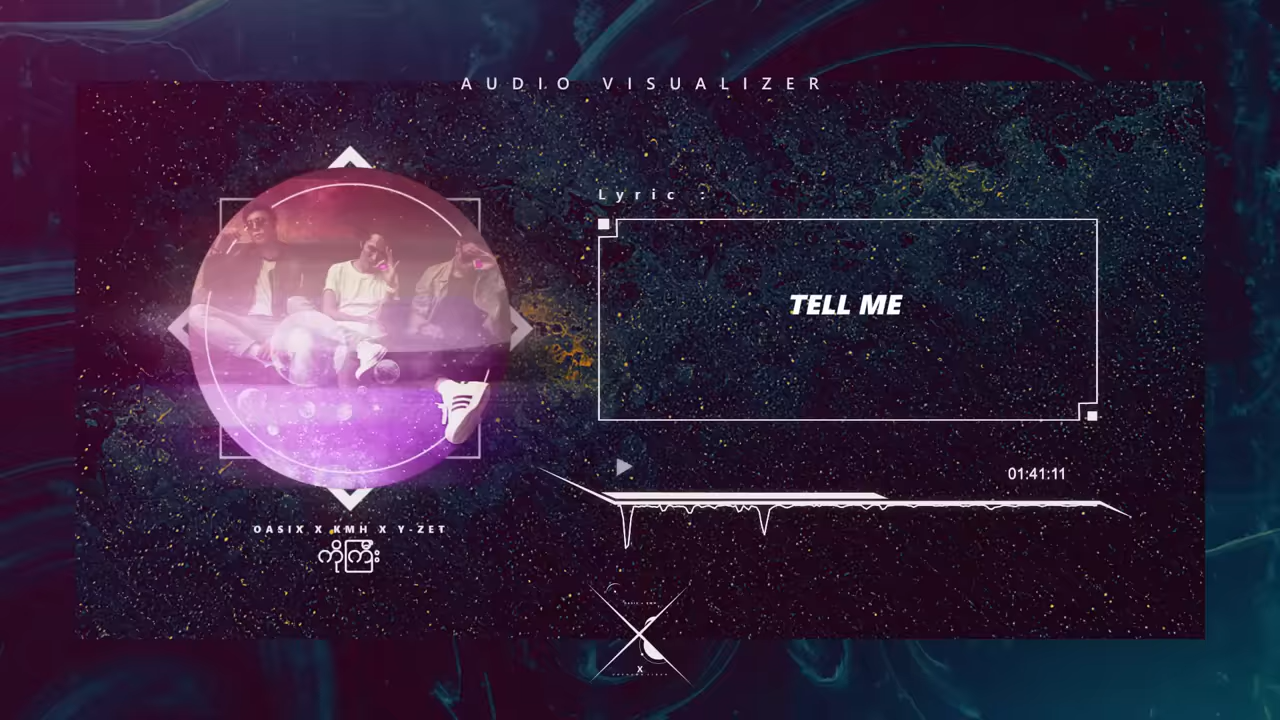 AUDIO VISUALIZER
Lyric :
TELL ME
01:41:11
OASIX X KMH X Y-ZET
ကိုကြီး
X